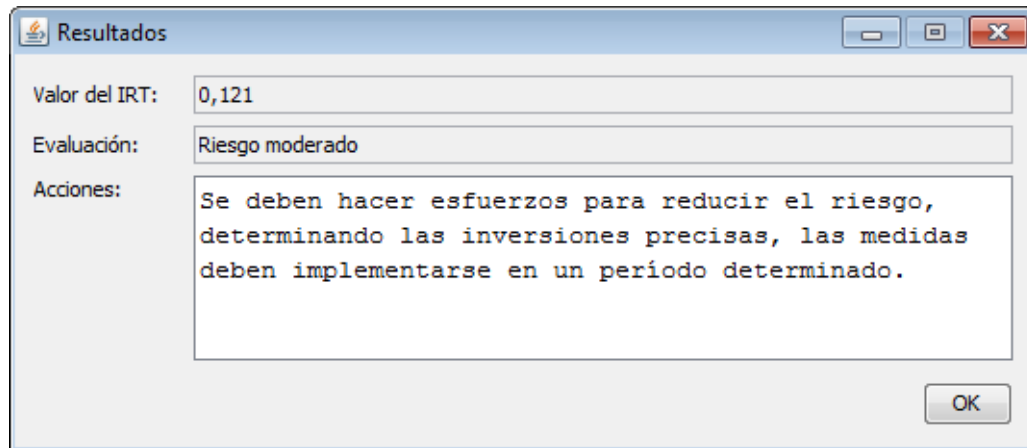 Resultados
Valor del IRT: 0,121
Evaluación: Riesgo moderado
Acciones: Se deben hacer esfuerzos para reducir el riesgo,
determinando las inversiones precisas, las medidas
deben implementarse en un período determinado.
OK